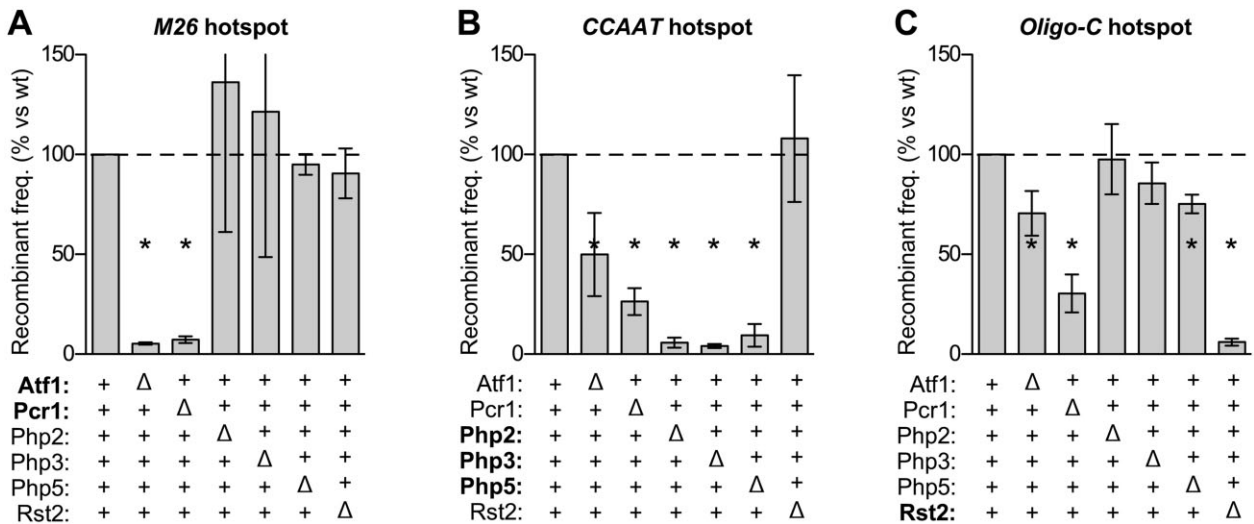 A M26 hotspot
Recombinant freq. (% vs wt)
150
100
50
0
* *
Atf1: + Δ + + + + +
Pcr1: + + Δ + + + +
Php2: + + + Δ + + +
Php3: + + + + Δ + +
Php5: + + + + + Δ +
Rst2: + + + + + + Δ
B CCAAT hotspot
Recombinant freq. (% vs wt)
150
100
50
0
* * * * *
Atf1: + Δ + + + + +
Pcr1: + + Δ + + + +
Php2: + + + Δ + + +
Php3: + + + + Δ + +
Php5: + + + + + Δ +
Rst2: + + + + + + Δ
C Oligo-C hotspot
Recombinant freq. (% vs wt)
150
100
50
0
* * * *
Atf1: + Δ + + + + +
Pcr1: + + Δ + + + +
Php2: + + + Δ + + +
Php3: + + + + Δ + +
Php5: + + + + + Δ +
Rst2: + + + + + + Δ